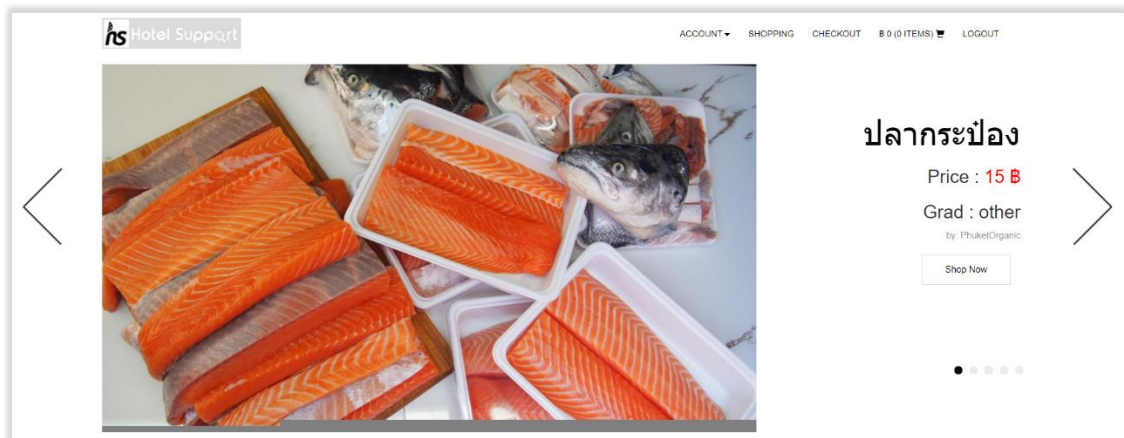 hs Hotel Support
ACCOUNT SHOPPING CHECKOUT ฿ 0 (0 ITEMS) LOGOUT
ปลากระป๋อง
Price : 15 ฿
Grad : other
by: PhuketOrganic
Shop Now